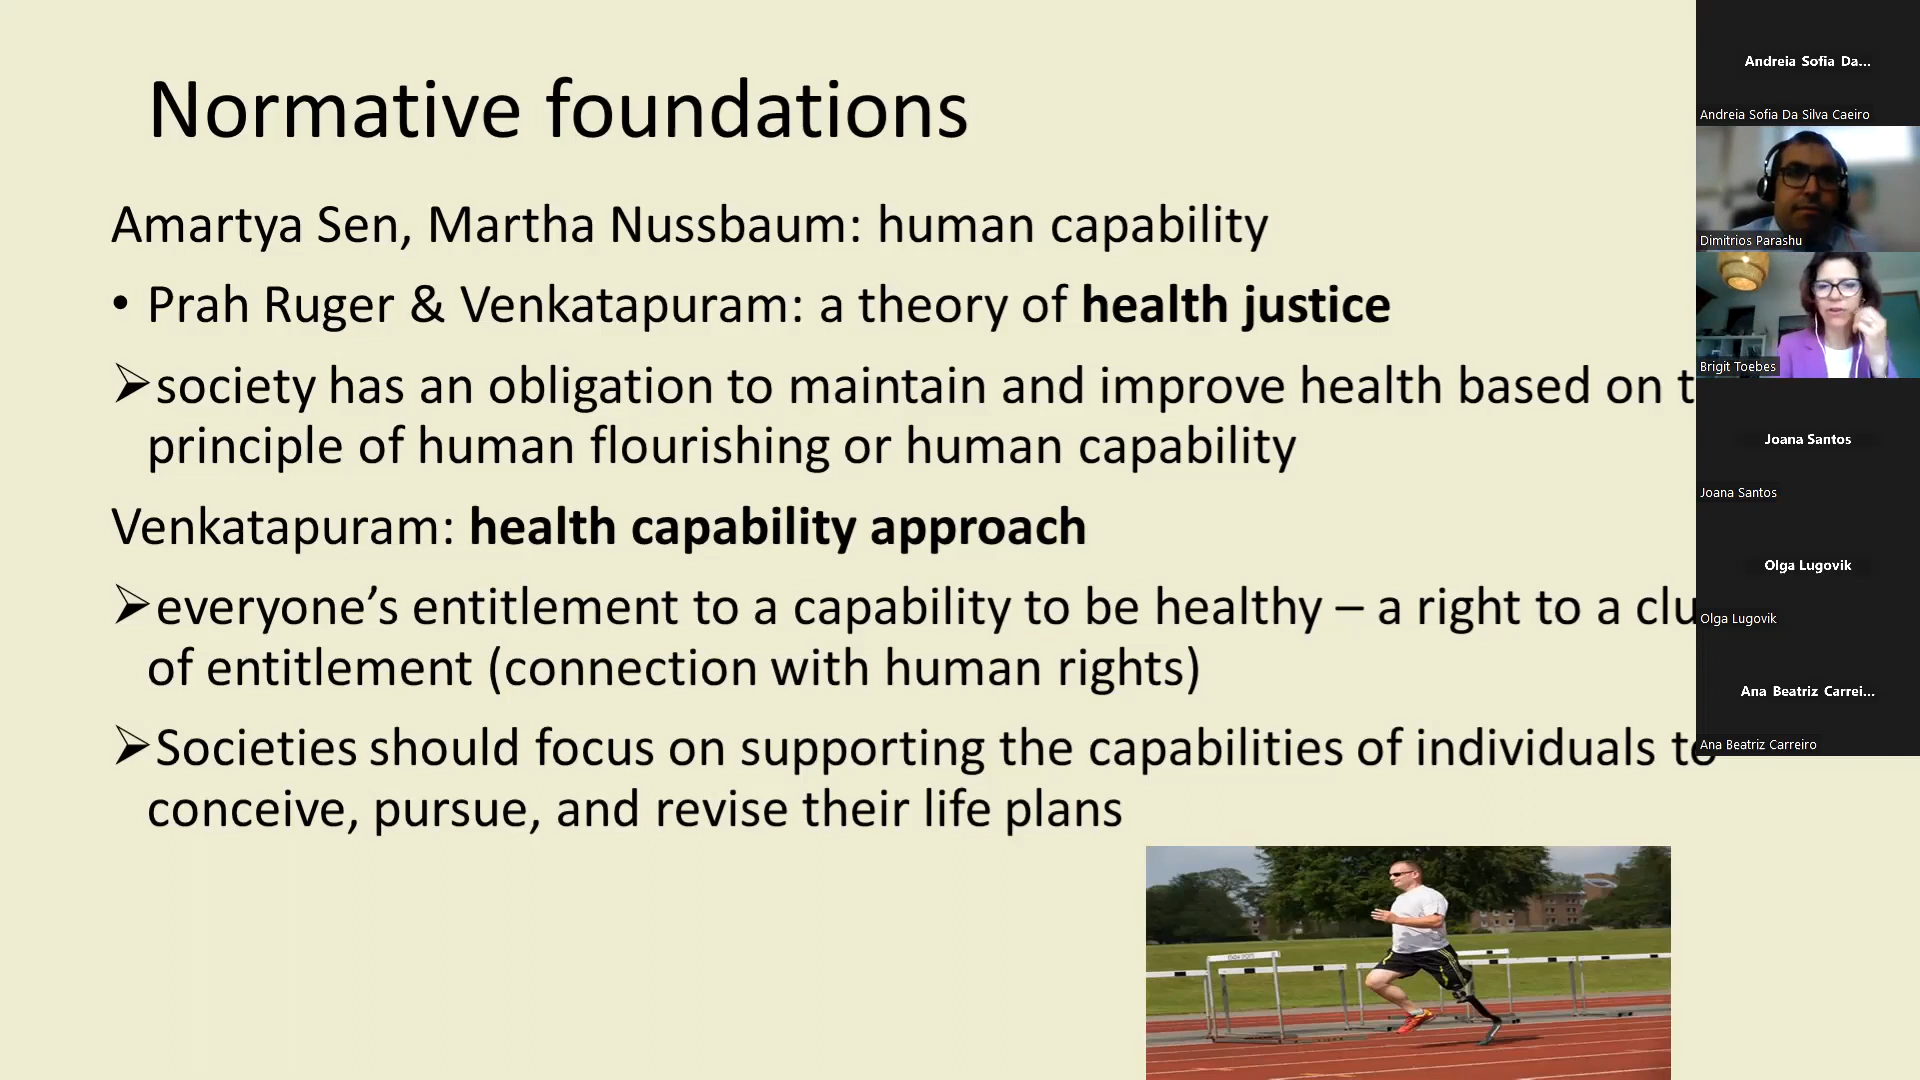 Normative foundations
Amartya Sen, Martha Nussbaum: human capability
• Prah Ruger & Venkatapuram: a theory of health justice
➢society has an obligation to maintain and improve health based on t
principle of human flourishing or human capability
Venkatapuram: health capability approach
➢everyone’s entitlement to a capability to be healthy – a right to a clu
of entitlement (connection with human rights)
➢Societies should focus on supporting the capabilities of individuals to
conceive, pursue, and revise their life plans
Andreia Sofia Da...
Andreia Sofia Da Silva Caeiro
Dimitrios Parashu
Brigit Toebes
Joana Santos
Joana Santos
Olga Lugovik
Olga Lugovik
Ana Beatriz Carrei...
Ana Beatriz Carreiro